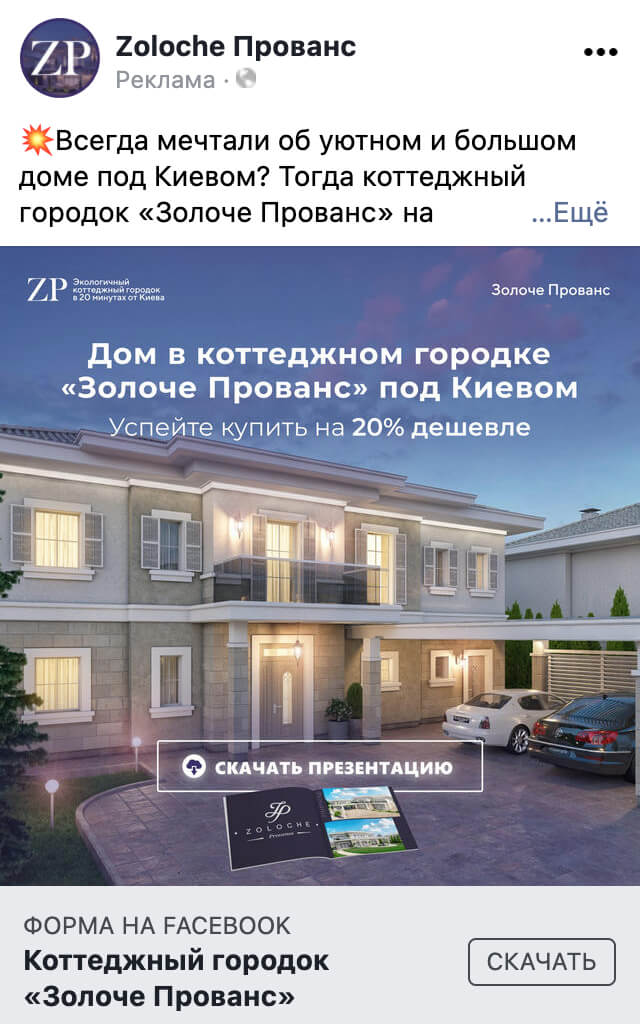 ZP
Zoloche Прованс
Реклама ·
💥Всегда мечтали об уютном и большом
доме под Киевом? Тогда коттеджный
городок «Золоче Прованс» на ...Ещё
ZP
Экологичный
коттеджный городок
в 20 минутах от Киева
Золоче Прованс
Дом в коттеджном городке
«Золоче Прованс» под Киевом
Успейте купить на 20% дешевле
СКАЧАТЬ ПРЕЗЕНТАЦИЮ
ZOLOCHE
ФОРМА НА FACEBOOK
Коттеджный городок
«Золоче Прованс»
СКАЧАТЬ